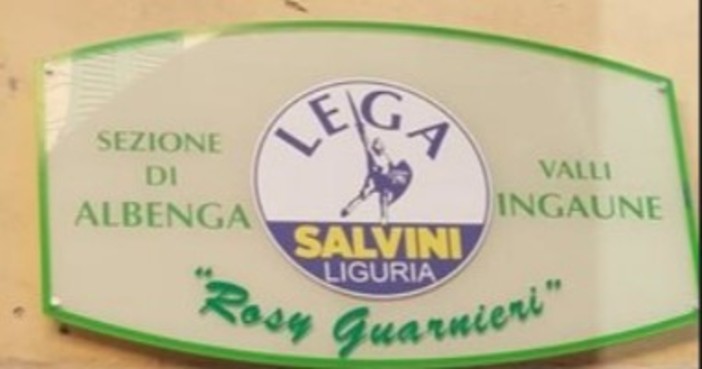 SEZIONE
DI
ALBENGA
LEGA
SALVINI
LIGURIA
VALLI
INGAUNE
"Rosy Guarnieri"